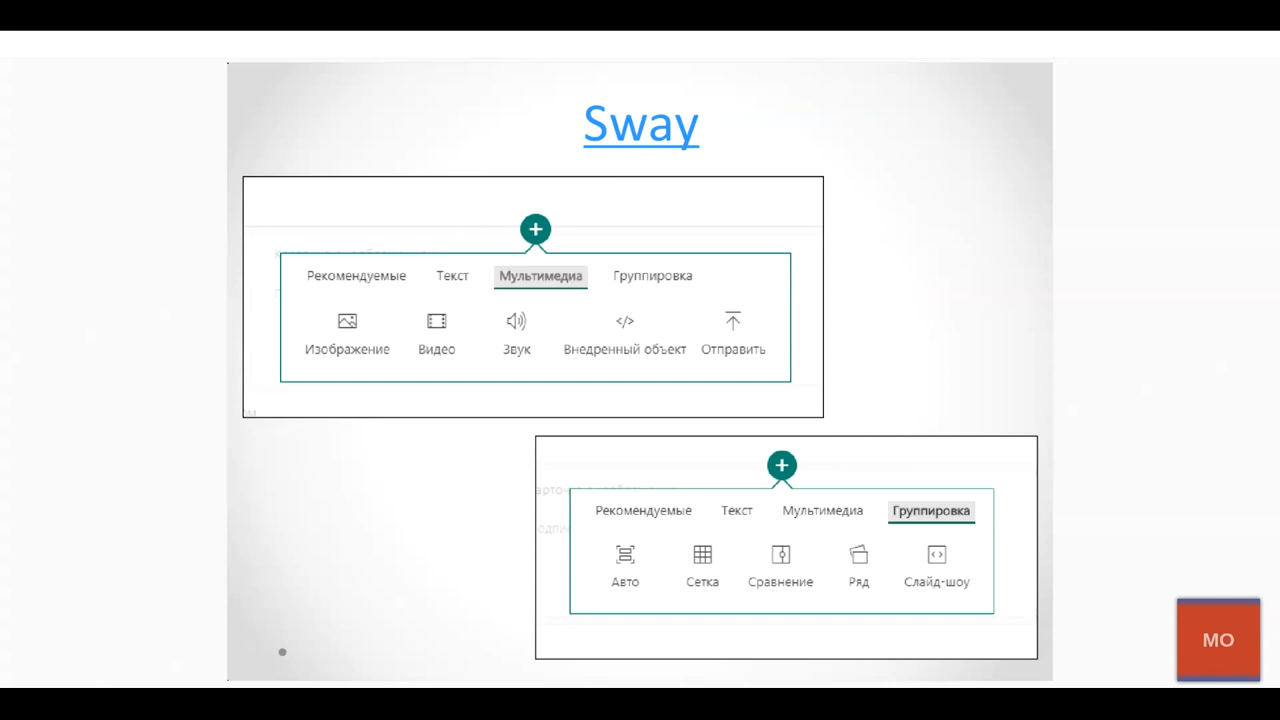 Sway
Рекомендуемые Текст Мультимедиа Группировка
Изображение Видео Звук Внедренный объект Отправить
Рекомендуемые Текст Мультимедиа Группировка
Авто Сетка Сравнение Ряд Слайд-шоу
MO